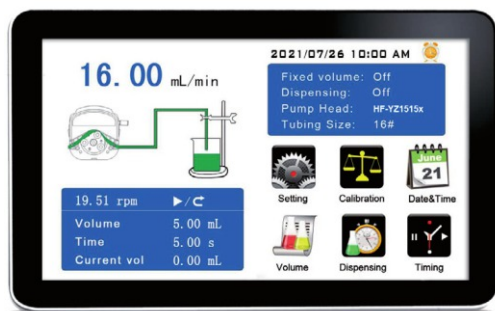 2021/07/26 10:00 AM
16.00 mL/min
Fixed volume: Off
Dispensing: Off
Pump Head: HF-YZ1515x
Tubing Size: 16#
19.51 rpm
Volume 5.00 mL
Time 5.00 s
Current vol 0.00 mL
Setting
Calibration
June
21
Date&Time
Volume
Dispensing
Timing